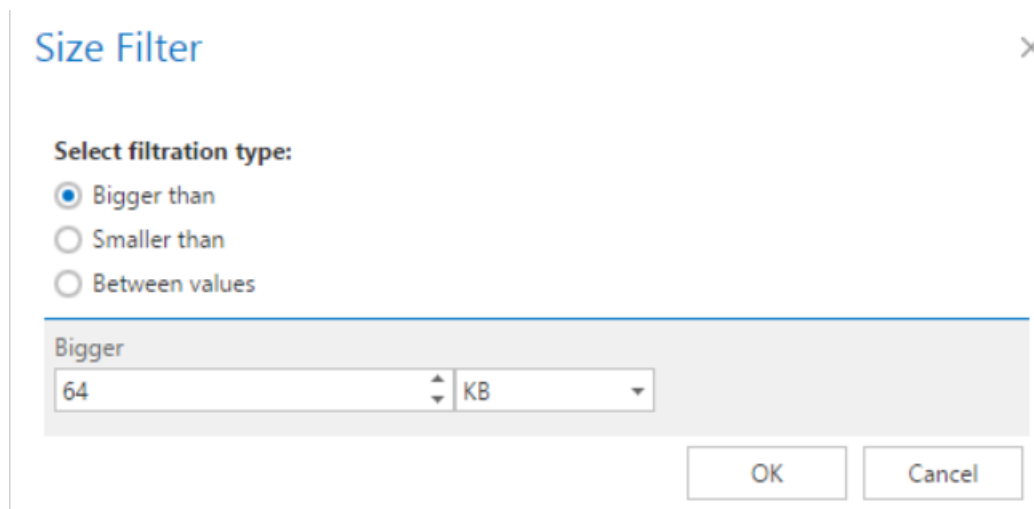 Size Filter
Select filtration type:
Bigger than
Smaller than
Between values
Bigger
64 KB
OK Cancel